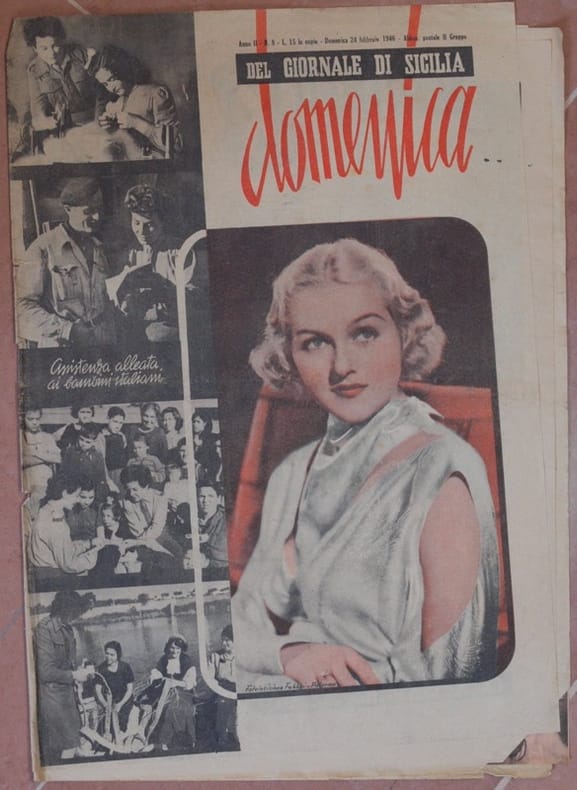 Anno II - N. 8 - L. 15 la copia - Domenica 24 febbraio 1946 - Abbon. postale II Gruppo
DEL GIORNALE DI SICILIA
domenica
Assistenza alleata
ai bambini italiani